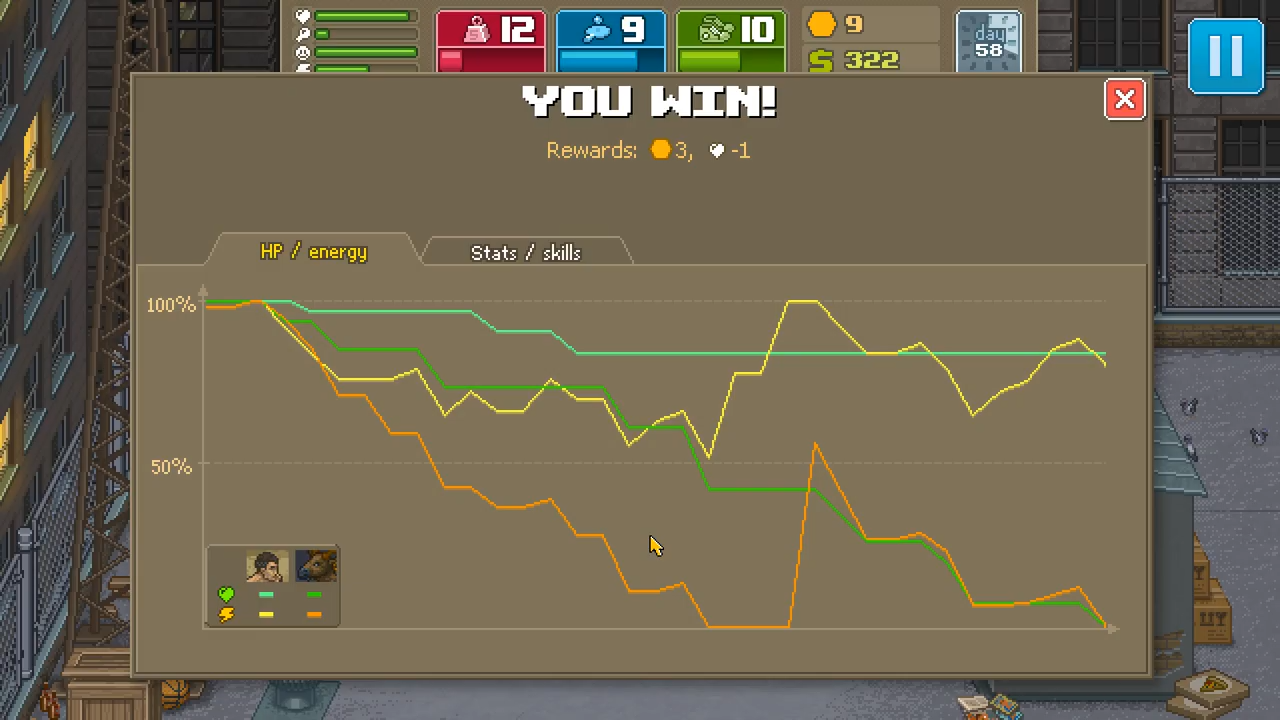 12 9 10 9
day
58
$ 322
YOU WIN!
Rewards: 3, -1
HP / energy Stats / skills
100%
50%